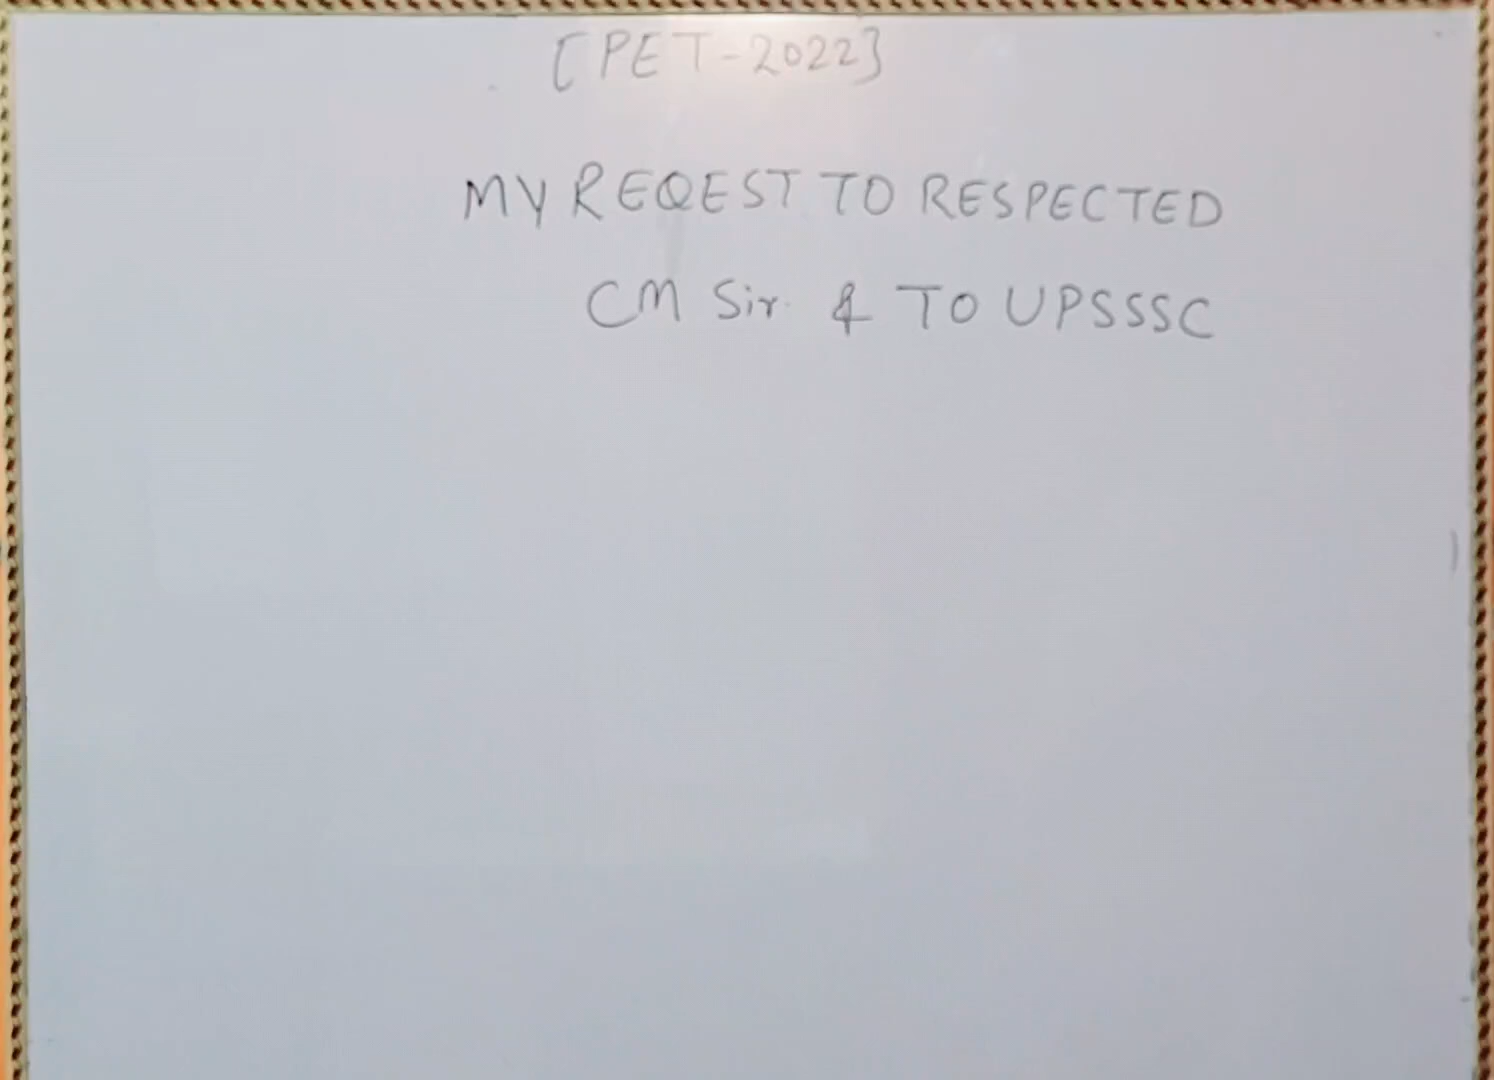 [PET-2022]
MY REQEST TO RESPECTED
CM Sir. & TO UPSSSC